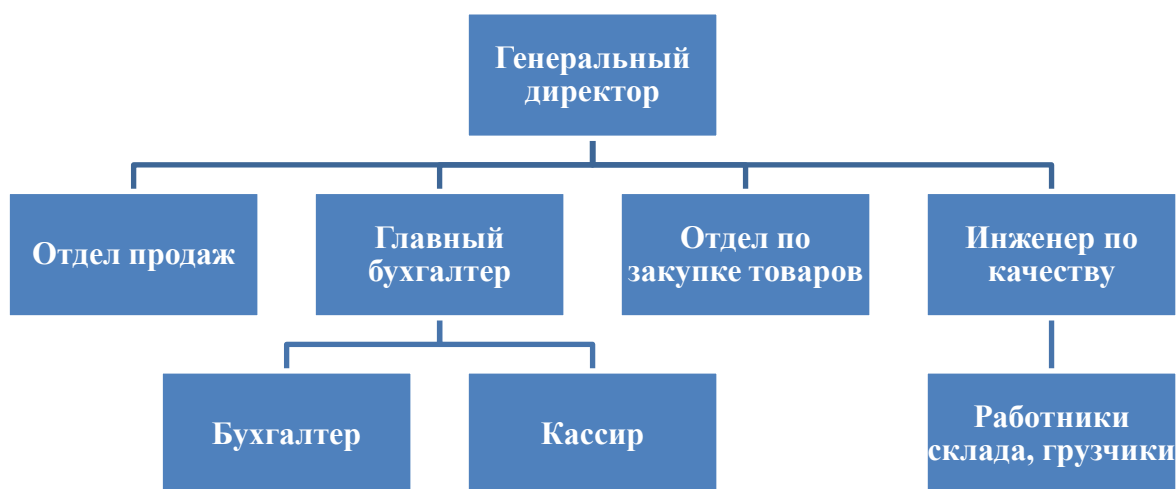 Генеральный
директор
Отдел продаж
Главный
бухгалтер
Отдел по
закупке товаров
Инженер по
качеству
Бухгалтер
Кассир
Работники
склада, грузчики